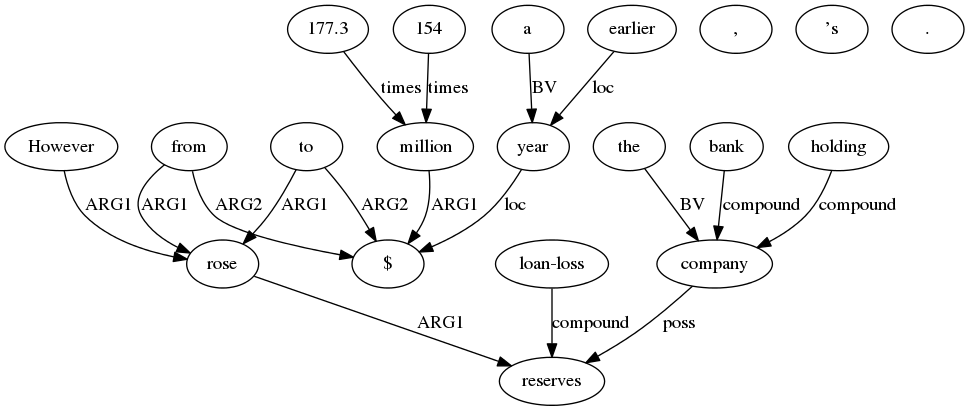 177.3 154 a earlier , 's .
times times BV loc
However from to million year the bank holding
ARG1 ARG1 ARG2 ARG1 ARG2 ARG1 loc BV compound compound
rose $ loan-loss company
ARG1 compound poss
reserves